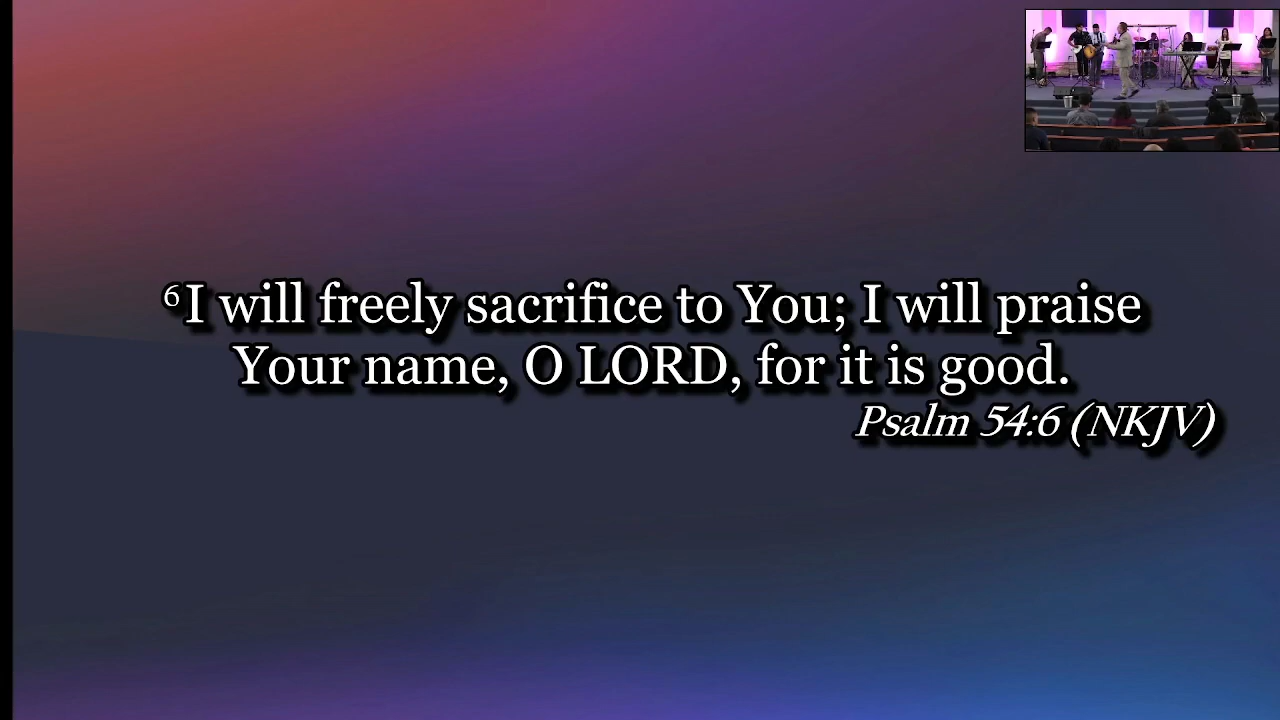 ⁶I will freely sacrifice to You; I will praise
Your name, O LORD, for it is good.
Psalm 54:6 (NKJV)